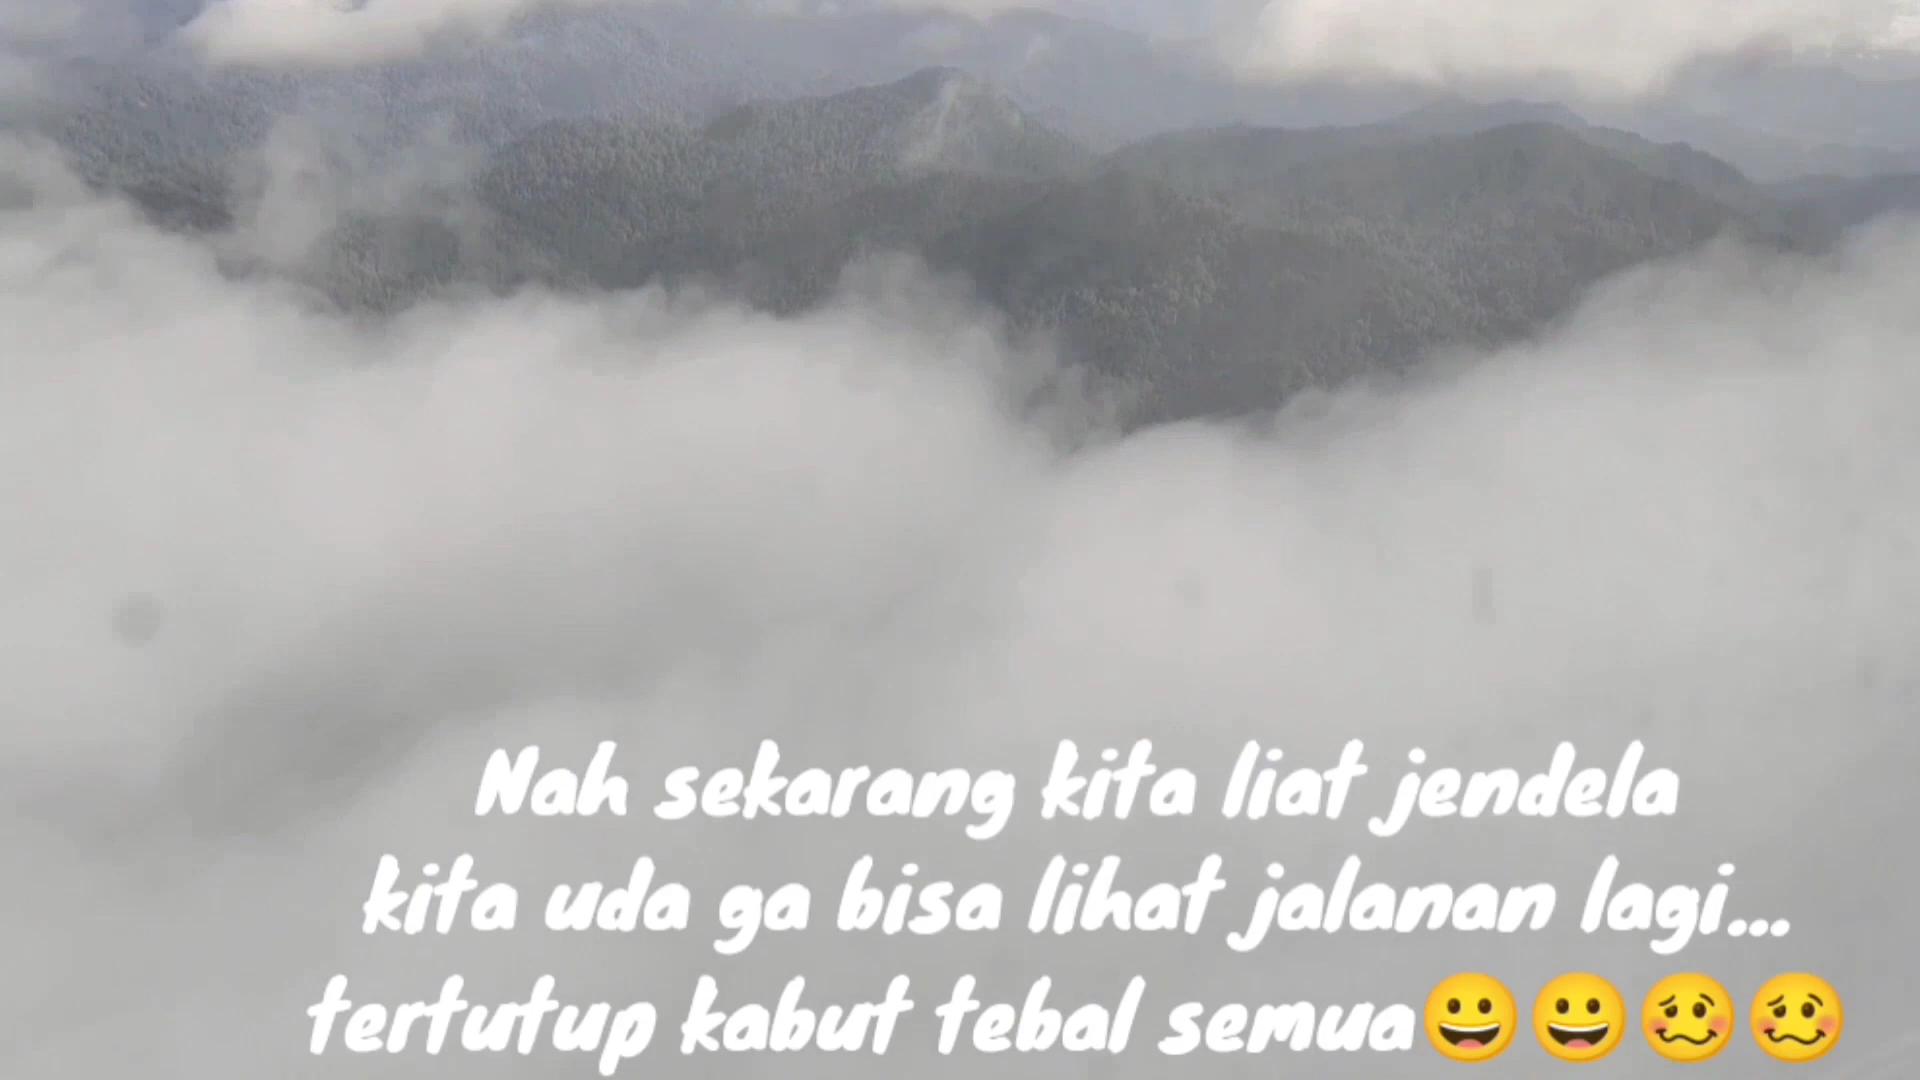 Nah sekarang kita liat jendela
kita uda ga bisa lihat jalanan lagi...
tertutup kabut tebal semua😀😀🥴🥴